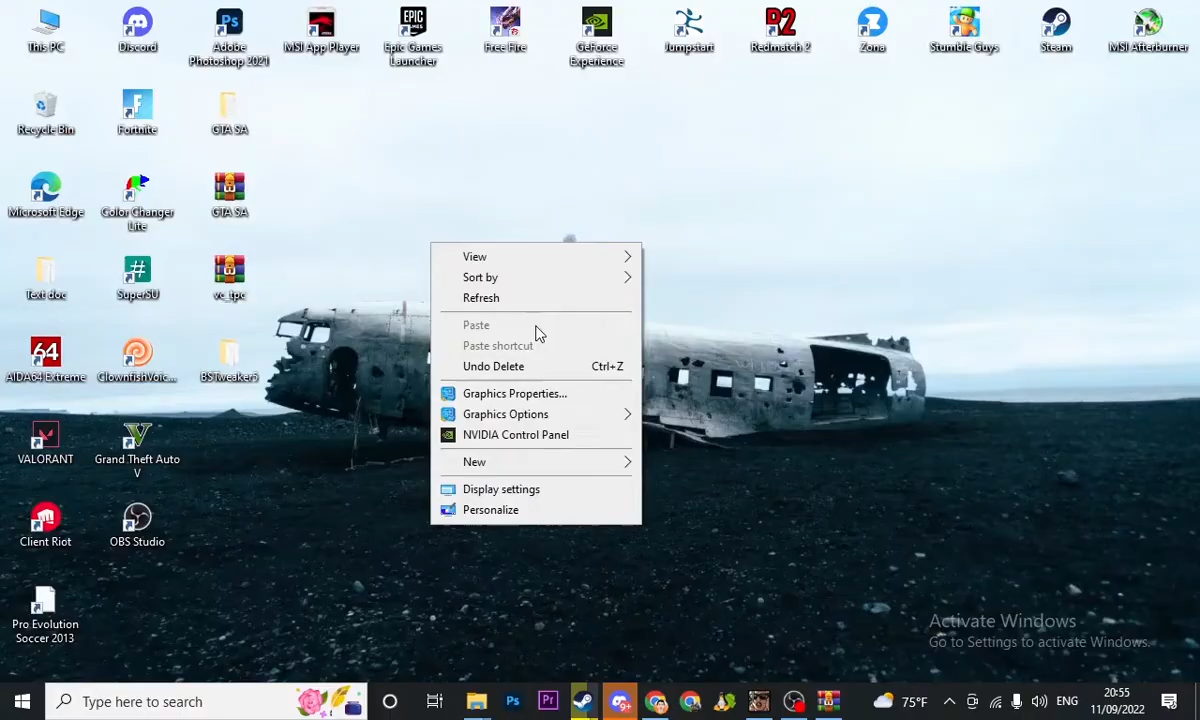 This PC
Discord
Adobe
Photoshop 2021
MSI App Player
Epic Games
Launcher
Free Fire
GeForce
Experience
Jumpstart
Redmatch 2
Zona
Stumble Guys
Steam
MSI Afterburner
Recycle Bin
Fortnite
GTA SA
Microsoft Edge
Color Changer
Lite
GTA SA
Text doc
SuperSU
vc_tpc
AIDA64 Extreme
ClownfishVoic...
BSTweaker5
VALORANT
Grand Theft Auto
V
Client Riot
OBS Studio
Pro Evolution
Soccer 2013
View
Sort by
Refresh
Paste
Paste shortcut
Undo Delete Ctrl+Z
Graphics Properties...
Graphics Options
NVIDIA Control Panel
New
Display settings
Personalize
Activate Windows
Go to Settings to activate Windows.
Type here to search
Ps
Pr
9+
75°F
ENG
20:55
11/09/2022